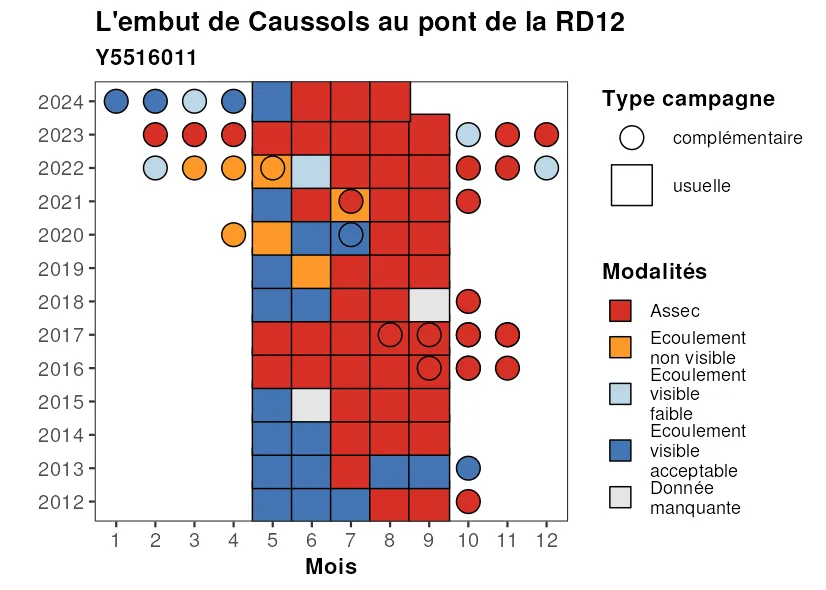 L'embut de Caussols au pont de la RD12
Y5516011
2024
2023
2022
2021
2020
2019
2018
2017
2016
2015
2014
2013
2012
1 2 3 4 5 6 7 8 9 10 11 12
Mois
Type campagne
complémentaire
usuelle
Modalités
Assec
Ecoulement
non visible
Ecoulement
visible
faible
Ecoulement
visible
acceptable
Donnée
manquante